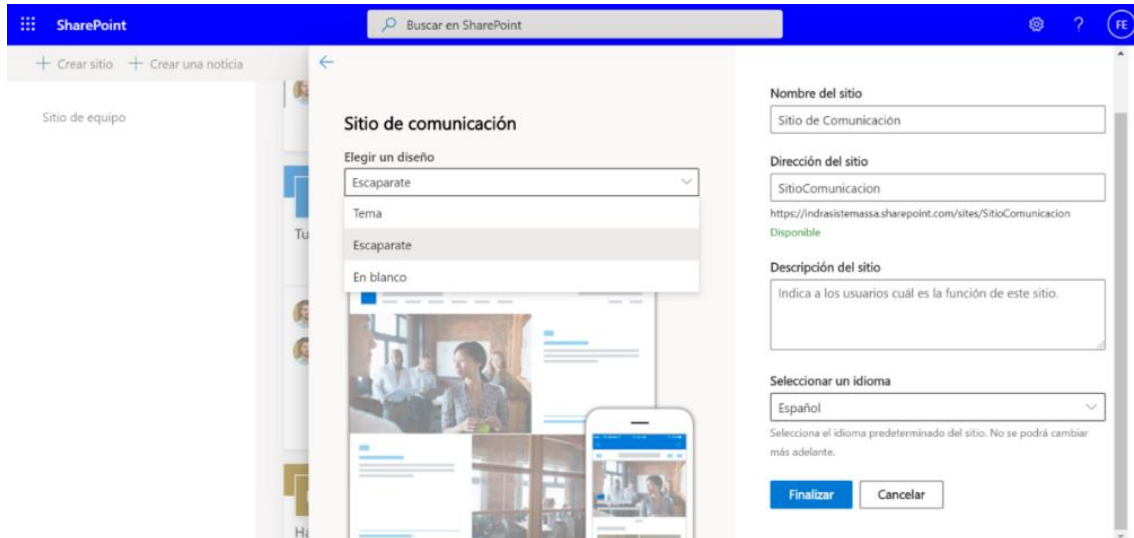 SharePoint
Buscar en SharePoint
?
FE
+ Crear sitio + Crear una noticia
Sitio de equipo
Sitio de comunicación
Elegir un diseño
Escaparate
Tema
Escaparate
En blanco
Tu
Ha
Nombre del sitio
Sitio de Comunicación
Dirección del sitio
SitioComunicacion
https://indrasistemassa.sharepoint.com/sites/SitioComunicacion
Disponible
Descripción del sitio
Indica a los usuarios cuál es la función de este sitio.
Seleccionar un idioma
Español
Selecciona el idioma predeterminado del sitio. No se podrá cambiar
más adelante.
Finalizar
Cancelar